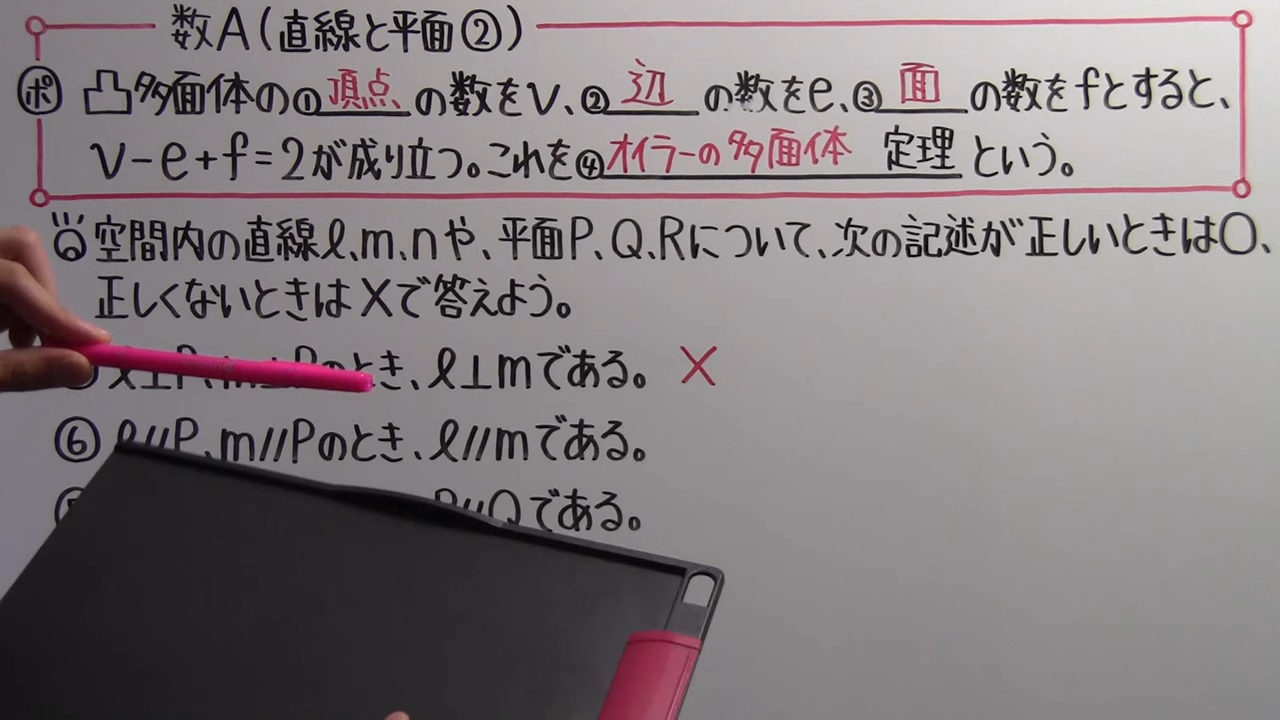 数A(直線と平面②)
ポ 凸多面体の①頂点の数をv、②辺の数をe、③面の数をfとすると、
v-e+f=2が成り立つ。これを④オイラーの多面体 定理という。
空間内の直線ℓ、m、nや、平面P、Q、Rについて、次の記述が正しいときは○、
正しくないときは×で答えよう。
とき、ℓ⊥mである。 ×
⑥ ℓ//P、m//Pのとき、ℓ//mである。
P//Qである。